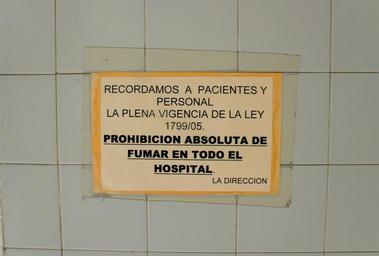 RECORDAMOS A PACIENTES Y
PERSONAL
LA PLENA VIGENCIA DE LA LEY
1799/05.
PROHIBICION ABSOLUTA DE
FUMAR EN TODO EL
HOSPITAL.
LA DIRECCION